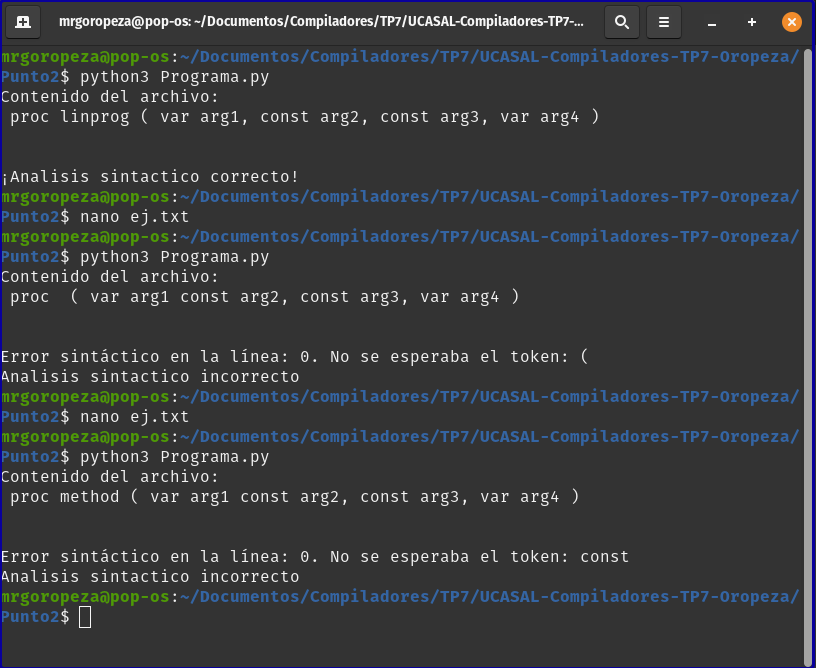 mrgoropeza@pop-os: ~/Documentos/Compiladores/TP7/UCASAL-Compiladores-TP7-...
mrgoropeza@pop-os:~/Documentos/Compiladores/TP7/UCASAL-Compiladores-TP7-Oropeza/
Punto2$ python3 Programa.py
Contenido del archivo:
 proc linprog ( var arg1, const arg2, const arg3, var arg4 )
¡Analisis sintactico correcto!
mrgoropeza@pop-os:~/Documentos/Compiladores/TP7/UCASAL-Compiladores-TP7-Oropeza/
Punto2$ nano ej.txt
mrgoropeza@pop-os:~/Documentos/Compiladores/TP7/UCASAL-Compiladores-TP7-Oropeza/
Punto2$ python3 Programa.py
Contenido del archivo:
 proc  ( var arg1 const arg2, const arg3, var arg4 )
Error sintáctico en la línea: 0. No se esperaba el token: (
Analisis sintactico incorrecto
mrgoropeza@pop-os:~/Documentos/Compiladores/TP7/UCASAL-Compiladores-TP7-Oropeza/
Punto2$ nano ej.txt
mrgoropeza@pop-os:~/Documentos/Compiladores/TP7/UCASAL-Compiladores-TP7-Oropeza/
Punto2$ python3 Programa.py
Contenido del archivo:
 proc method ( var arg1 const arg2, const arg3, var arg4 )
Error sintáctico en la línea: 0. No se esperaba el token: const
Analisis sintactico incorrecto
mrgoropeza@pop-os:~/Documentos/Compiladores/TP7/UCASAL-Compiladores-TP7-Oropeza/
Punto2$